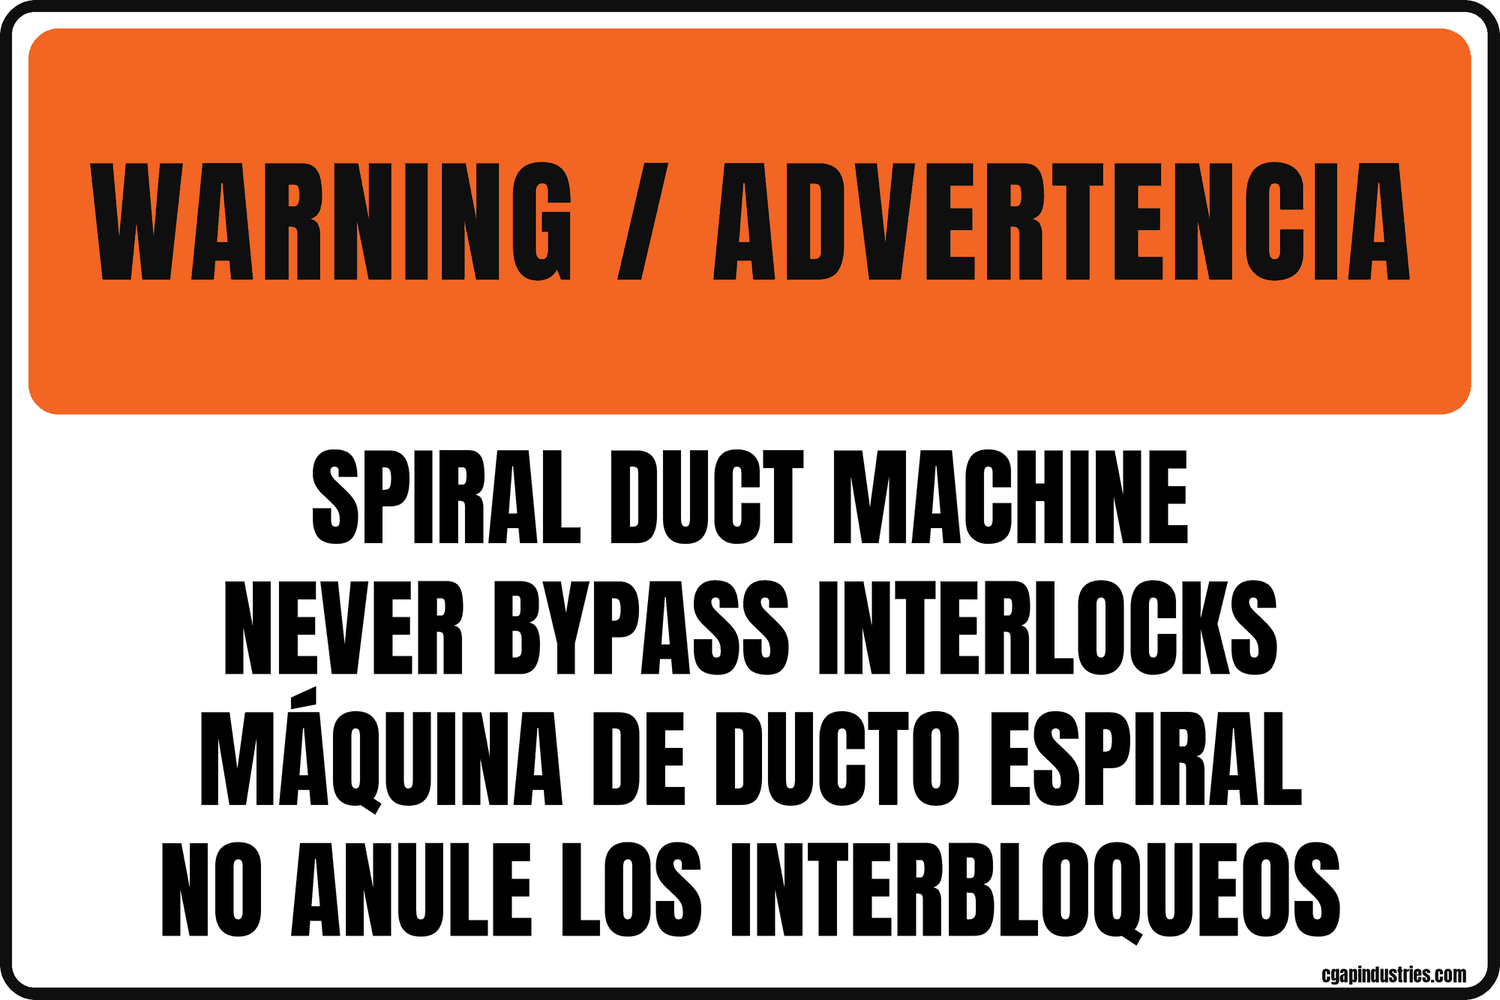 WARNING / ADVERTENCIA
SPIRAL DUCT MACHINE
NEVER BYPASS INTERLOCKS
MÁQUINA DE DUCTO ESPIRAL
NO ANULE LOS INTERBLOQUEOS
cgapindustries.com